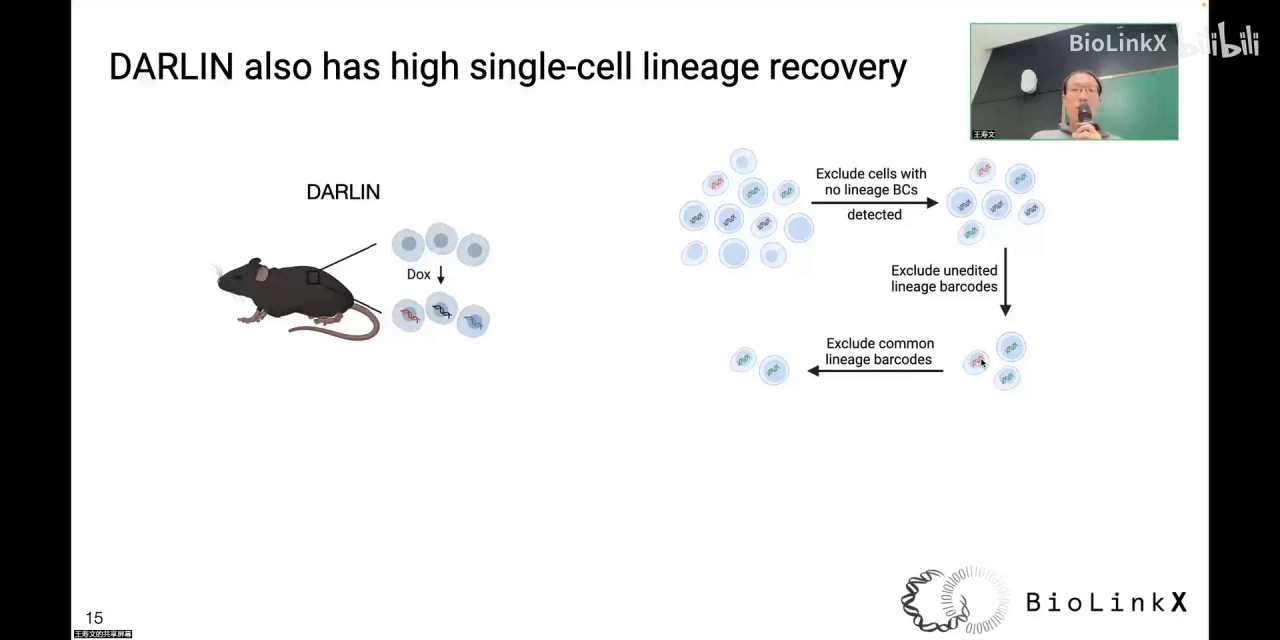 DARLIN also has high single-cell lineage recovery
BioLinkX
bilibili
王寿文
DARLIN
Dox
Exclude cells with
no lineage BCs
detected
Exclude unedited
lineage barcodes
Exclude common
lineage barcodes
15
BioLinkX
王寿文的共享屏幕